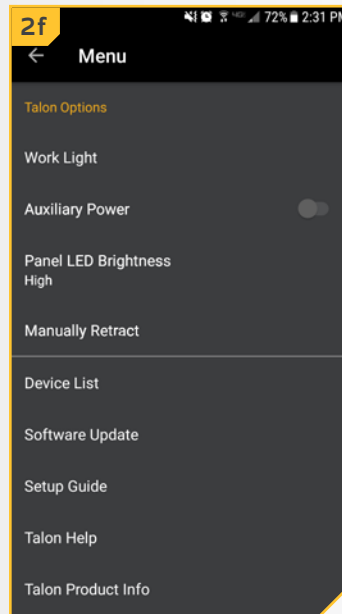 2f
72% 2:31 PM
Menu
Talon Options
Work Light
Auxiliary Power
Panel LED Brightness
High
Manually Retract
Device List
Software Update
Setup Guide
Talon Help
Talon Product Info